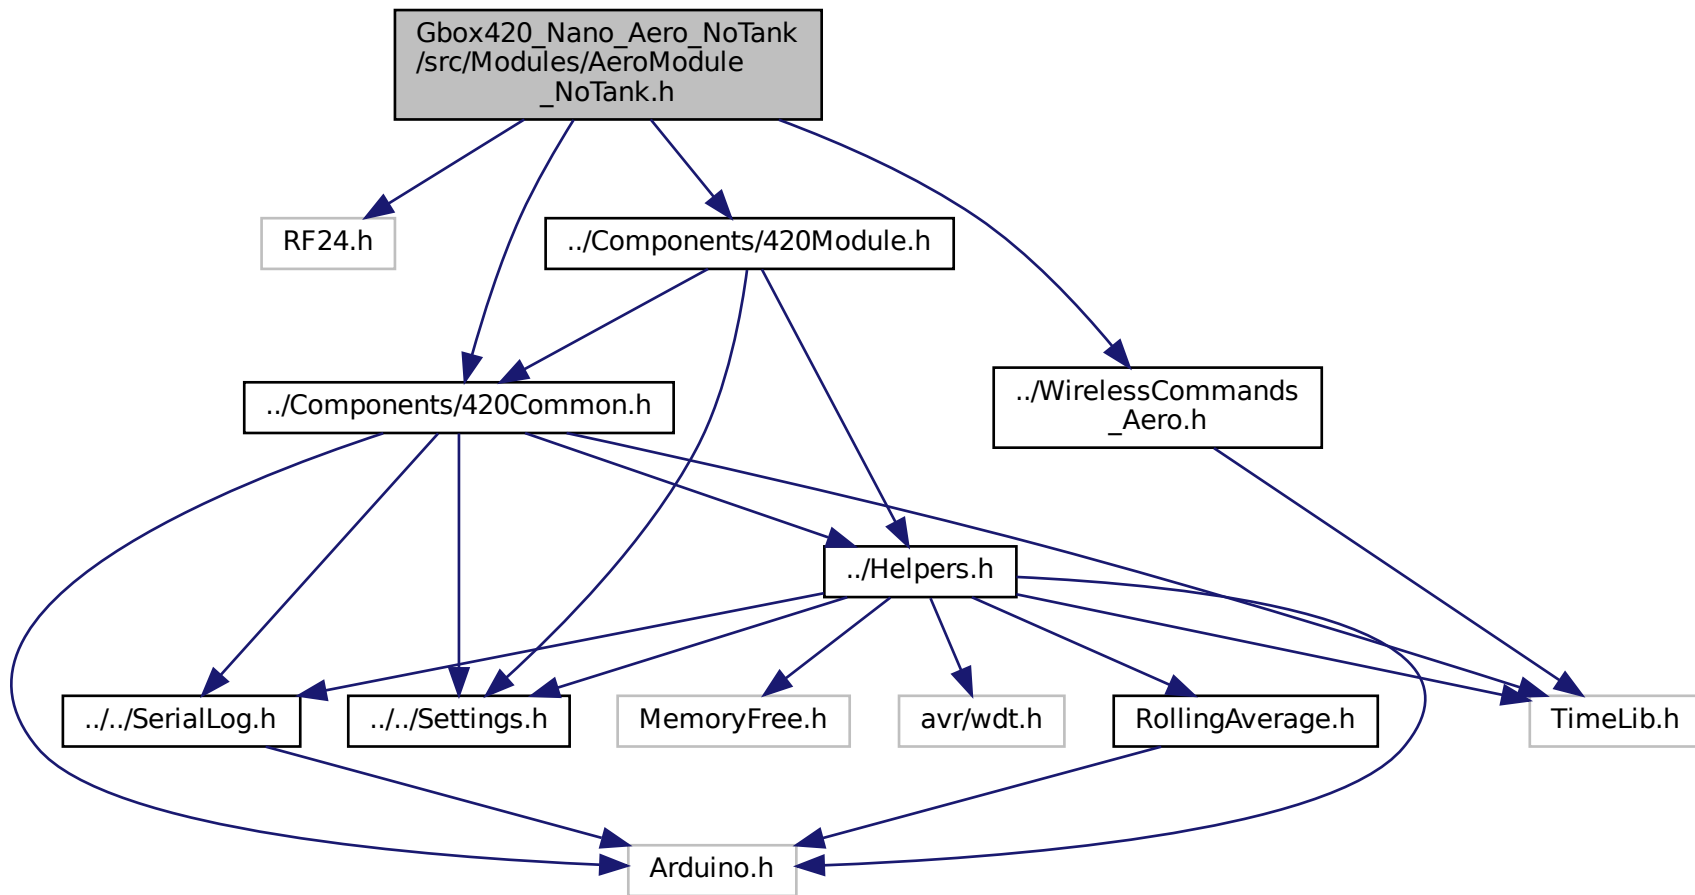 Gbox420_Nano_Aero_NoTank
/src/Modules/AeroModule
_NoTank.h
RF24.h
../Components/420Module.h
../Components/420Common.h
../WirelessCommands
_Aero.h
../Helpers.h
../../SerialLog.h
../../Settings.h
MemoryFree.h
avr/wdt.h
RollingAverage.h
TimeLib.h
Arduino.h